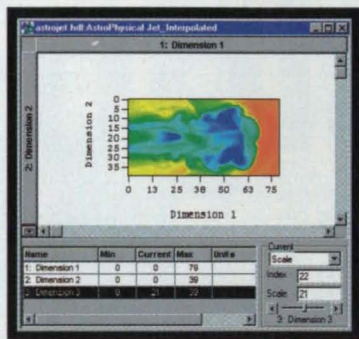 astrojet.hdf:AstroPhysical Jet_Interpolated
1: Dimension 1
2: Dimension 2
Dimension 2
0
5
10
15
20
25
30
35
0 13 25 38 50 63 75
Dimension 1
Name Min Current Max Units
1: Dimension 1 0 0 79
2: Dimension 2 0 0 39
3: Dimension 3 0 21 39
Current
Scale
Index 22
Scale 21
3: Dimension 3